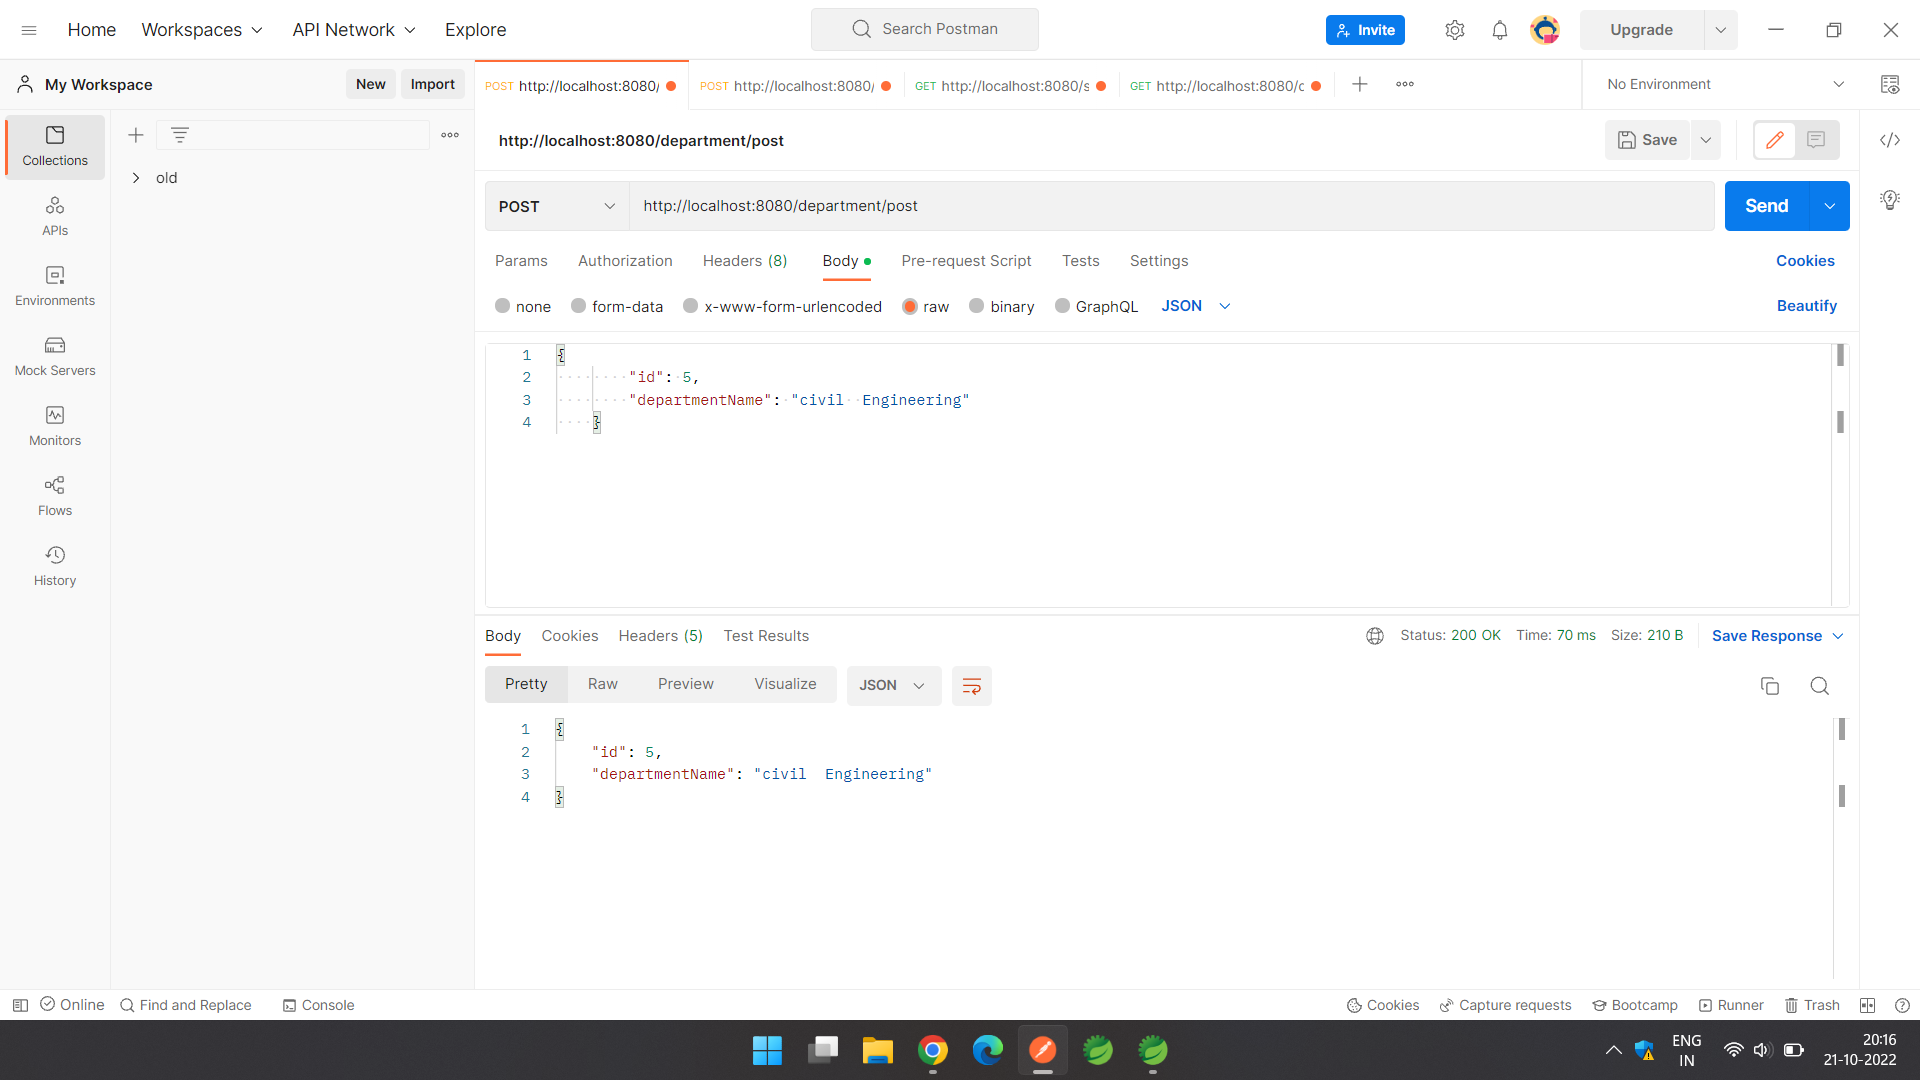 Home Workspaces API Network Explore Search Postman Invite Upgrade
My Workspace New Import
POST http://localhost:8080/ POST http://localhost:8080/ GET http://localhost:8080/s GET http://localhost:8080/c No Environment
Collections
old
APIs
Environments
Mock Servers
Monitors
Flows
History
http://localhost:8080/department/post Save
POST http://localhost:8080/department/post Send
Params Authorization Headers (8) Body Pre-request Script Tests Settings Cookies
none form-data x-www-form-urlencoded raw binary GraphQL JSON Beautify
1 {
2 "id": 5,
3 "departmentName": "civil  Engineering"
4 }
Body Cookies Headers (5) Test Results Status: 200 OK Time: 70 ms Size: 210 B Save Response
Pretty Raw Preview Visualize JSON
1 {
2 "id": 5,
3 "departmentName": "civil  Engineering"
4 }
Online Find and Replace Console Cookies Capture requests Bootcamp Runner Trash
ENG
IN
20:16
21-10-2022